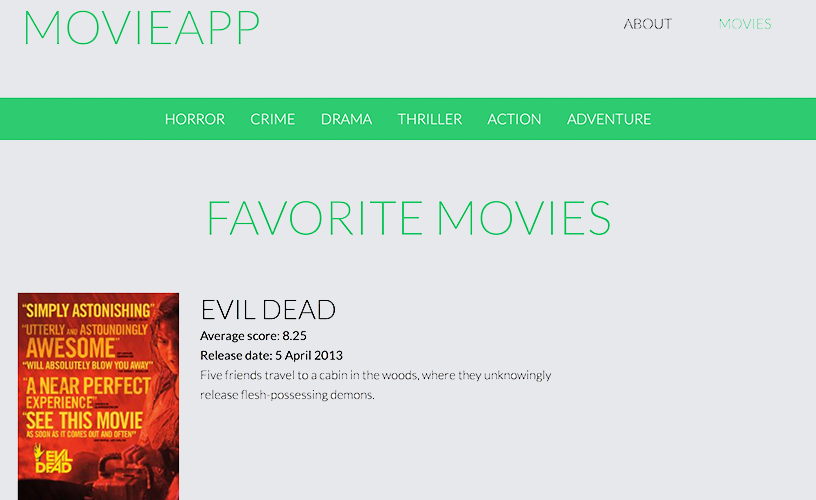 MOVIEAPP
ABOUT MOVIES
HORROR CRIME DRAMA THRILLER ACTION ADVENTURE
FAVORITE MOVIES
EVIL DEAD
Average score: 8.25
Release date: 5 April 2013
Five friends travel to a cabin in the woods, where they unknowingly
release flesh-possessing demons.
"SIMPLY ASTONISHING"
"UTTERLY AND ASTOUNDINGLY
AWESOME"
"WILL ABSOLUTELY BLOW YOU AWAY"
"A NEAR PERFECT
EXPERIENCE"
"SEE THIS MOVIE
AS SOON AS IT COMES OUT AND OFTEN"
EVIL
DEAD